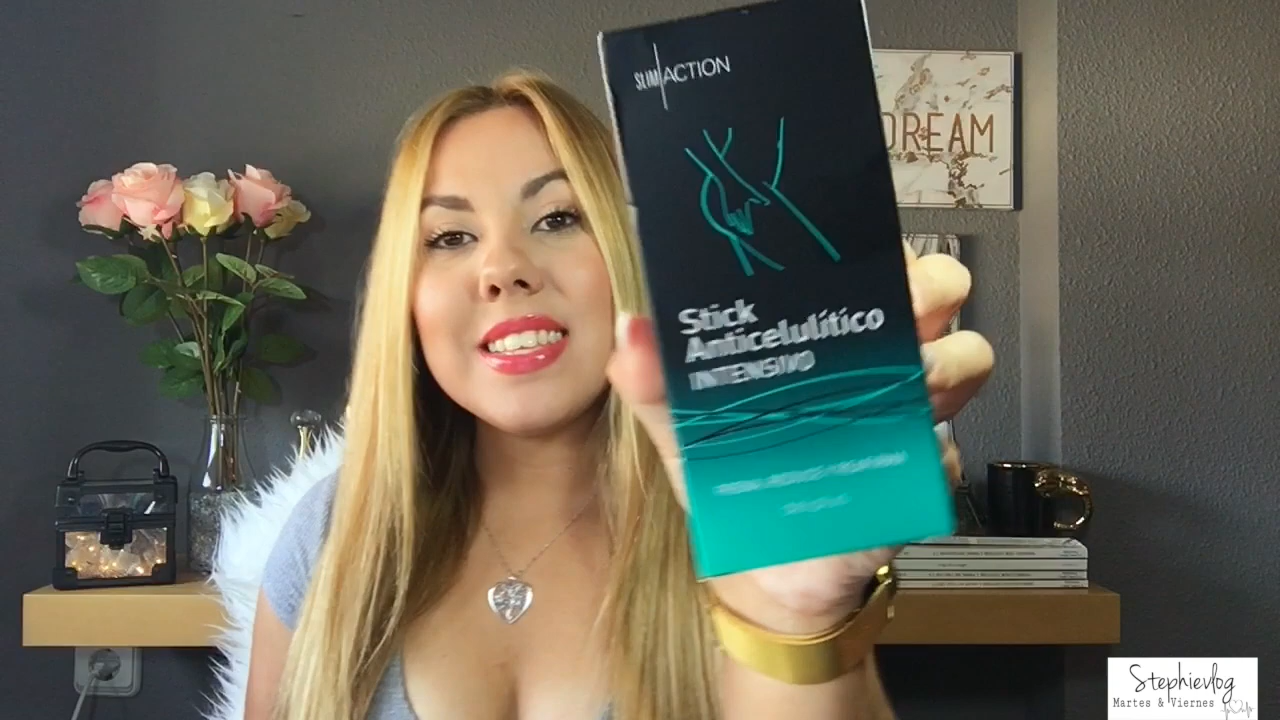 SLIM ACTION
DREAM
Stick
Anticelulítico
INTENSIVO
Stephievlog
Martes & Viernes